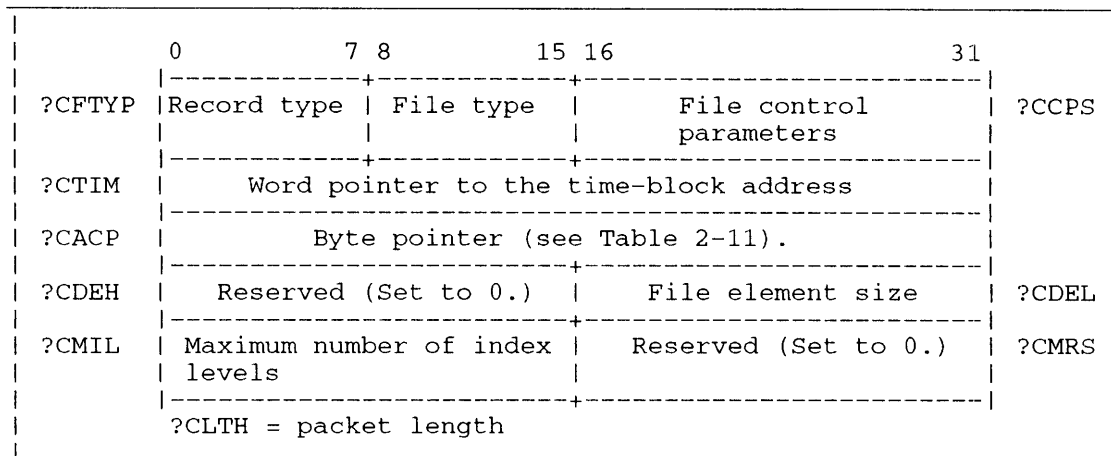 0 7 8 15 16 31
?CFTYP Record type File type File control ?CCPS
parameters
?CTIM Word pointer to the time-block address
?CACP Byte pointer (see Table 2-11).
?CDEH Reserved (Set to 0.) File element size ?CDEL
?CMIL Maximum number of index Reserved (Set to 0.) ?CMRS
levels
?CLTH = packet length